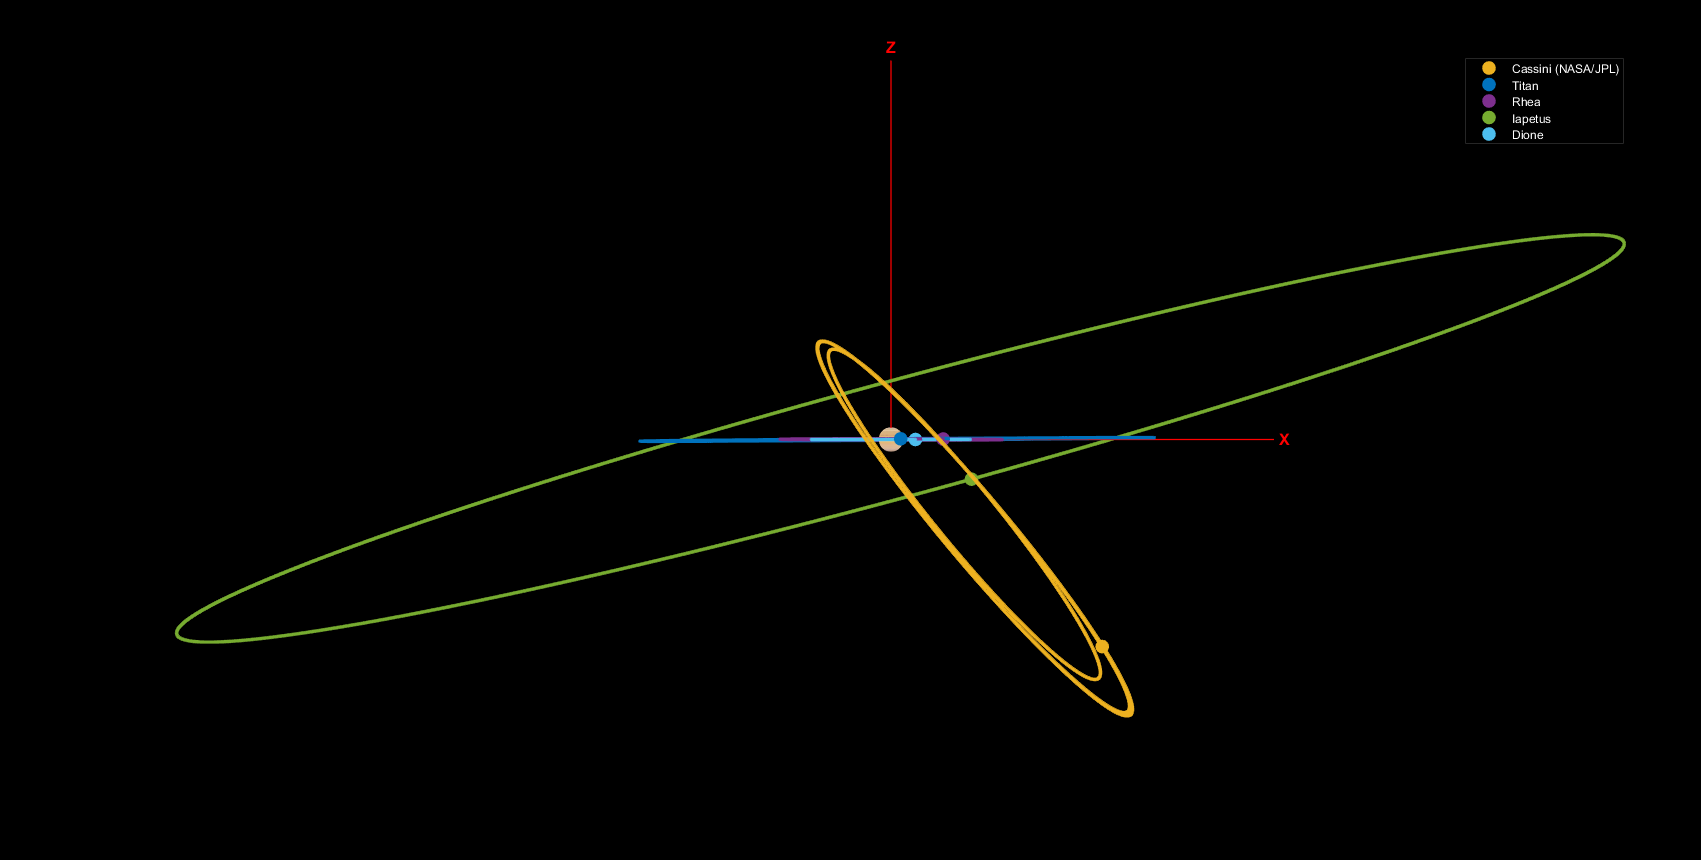 Z
Cassini (NASA/JPL)
Titan
Rhea
Iapetus
Dione
X